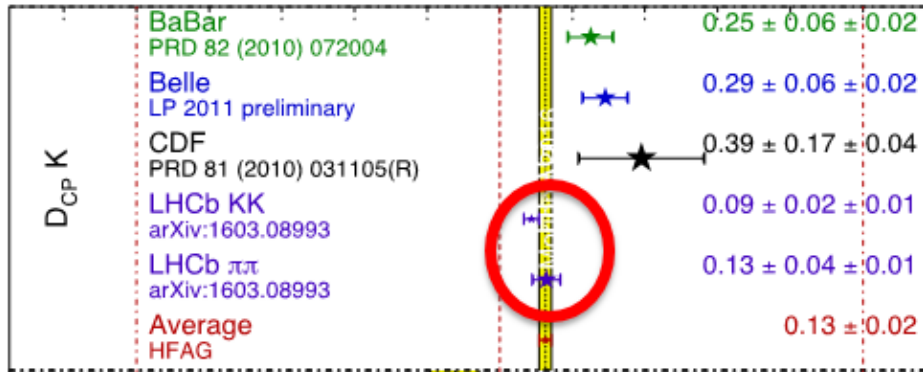 BaBar 0.25 ± 0.06 ± 0.02
PRD 82 (2010) 072004
Belle 0.29 ± 0.06 ± 0.02
LP 2011 preliminary
D_CP K
CDF 0.39 ± 0.17 ± 0.04
PRD 81 (2010) 031105(R)
LHCb KK 0.09 ± 0.02 ± 0.01
arXiv:1603.08993
LHCb ππ 0.13 ± 0.04 ± 0.01
arXiv:1603.08993
Average 0.13 ± 0.02
HFAG